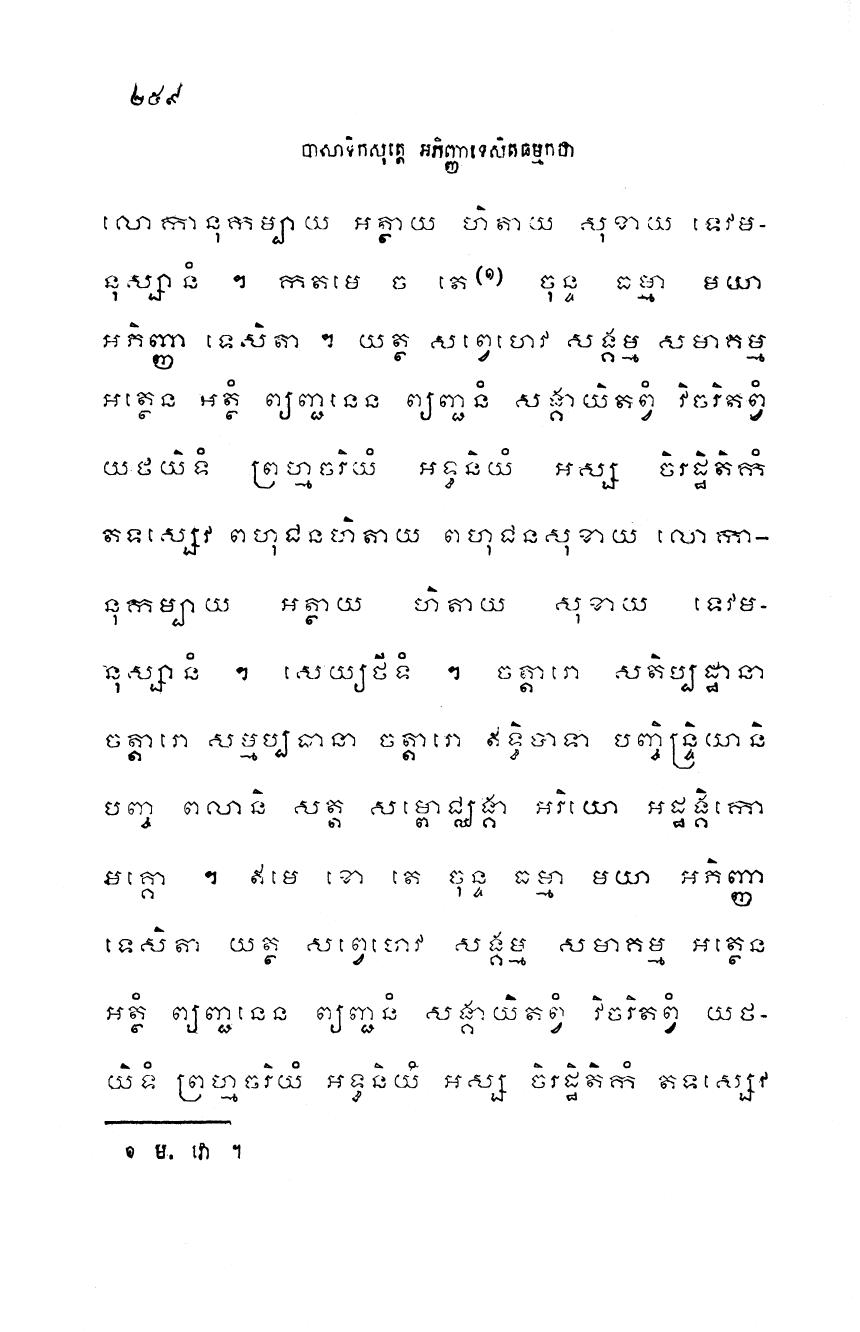 ២៥៩
បាសាទិកសុត្តេ អភិញ្ញាទេសិតធម្មកថា
លោកានុកម្បាយ អត្ថាយ ហិតាយ សុខាយ ទេវម-
នុស្សានំ ។ កតមេ ច តេ(១) ចុន្ទ ធម្មា មយា
អភិញ្ញា ទេសិតា ។ យត្ថ សព្វេហេវ សង្គម្ម សមាគម្ម
អត្ថេន អត្ថំ ព្យញ្ជនេន ព្យញ្ជនំ សង្គាយិតព្វំ វិចរិតព្វំ
យថយិទំ ព្រហ្មចរិយំ អទ្ធនិយំ អស្ស ចិរដ្ឋិតិកំ
តទស្សេវ ពហុជនហិតាយ ពហុជនសុខាយ លោកា-
នុកម្បាយ អត្ថាយ ហិតាយ សុខាយ ទេវម-
នុស្សានំ ។ សេយ្យថីទំ ។ ចត្តារោ សតិប្បដ្ឋានា
ចត្តារោ សម្មប្បធានា ចត្តារោ ឥទ្ធិបាទា បញ្ចិន្ទ្រិយានិ
បញ្ច ពលានិ សត្ត សម្ពោជ្ឈង្គា អរិយោ អដ្ឋង្គិកោ
មគ្គោ ។ ឥមេ ខោ តេ ចុន្ទ ធម្មា មយា អភិញ្ញា
ទេសិតា យត្ថ សព្វេហេវ សង្គម្ម សមាគម្ម អត្ថេន
អត្ថំ ព្យញ្ជនេន ព្យញ្ជនំ សង្គាយិតព្វំ វិចរិតព្វំ យថ-
យិទំ ព្រហ្មចរិយំ អទ្ធនិយំ អស្ស ចិរដ្ឋិតិកំ តទស្សេវ
១ ម. វោ ។